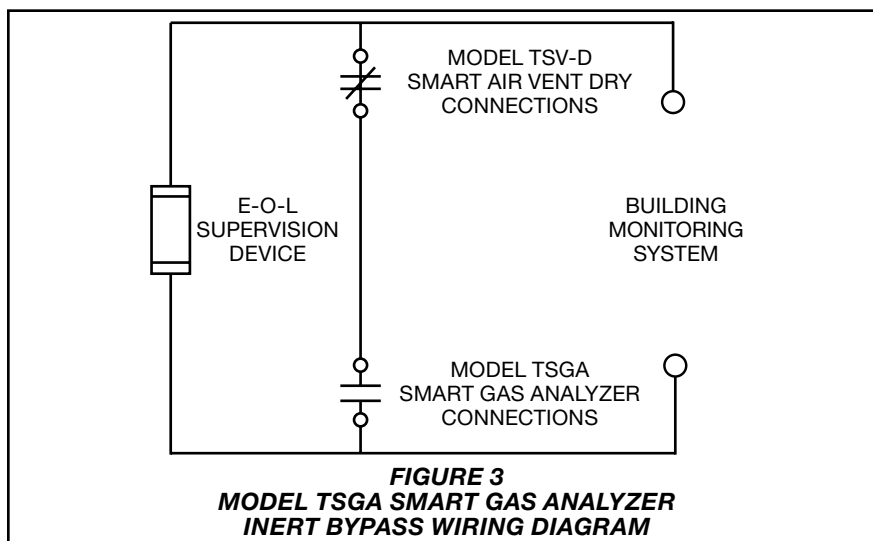 MODEL TSV-D
SMART AIR VENT DRY
CONNECTIONS
E-O-L
SUPERVISION
DEVICE
BUILDING
MONITORING
SYSTEM
MODEL TSGA
SMART GAS ANALYZER
CONNECTIONS
FIGURE 3
MODEL TSGA SMART GAS ANALYZER
INERT BYPASS WIRING DIAGRAM